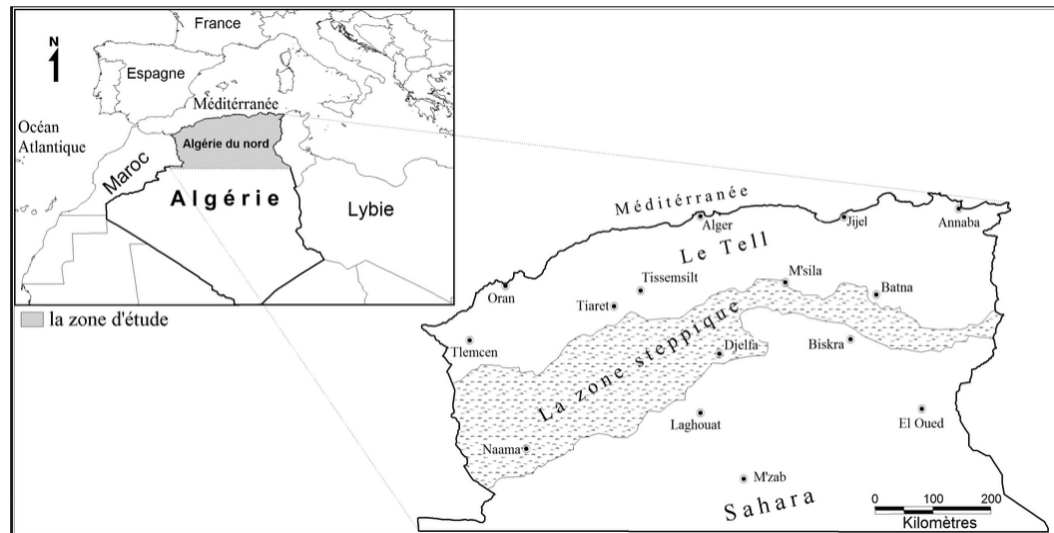 France
N
Espagne
Méditérranée
Océan
Atlantique
Algérie du nord
Maroc
Algérie
Lybie
la zone d'étude
Méditérranée
Alger
Jijel
Annaba
Le Tell
Tissemsilt
M'sila
Oran
Batna
Tiaret
La zone steppique
Tlemcen
Djelfa
Biskra
Laghouat
El Oued
Naama
M'zab
Sahara
0 100 200
Kilomètres